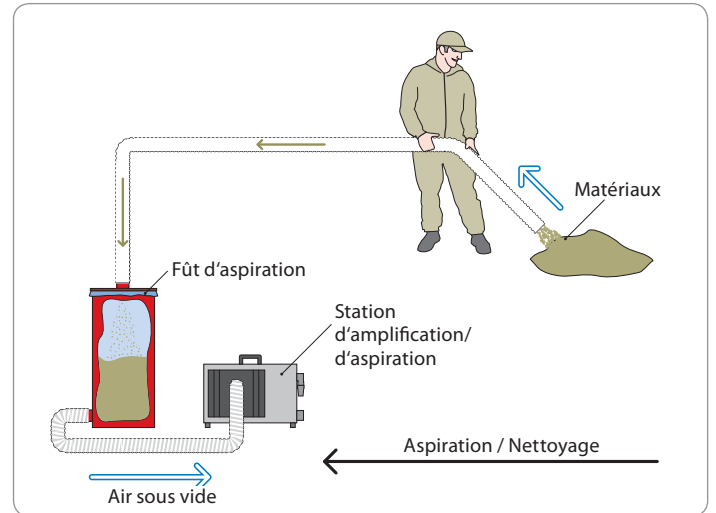 Matériaux
Fût d‘aspiration
Station
d‘amplification/
d‘aspiration
Aspiration / Nettoyage
Air sous vide